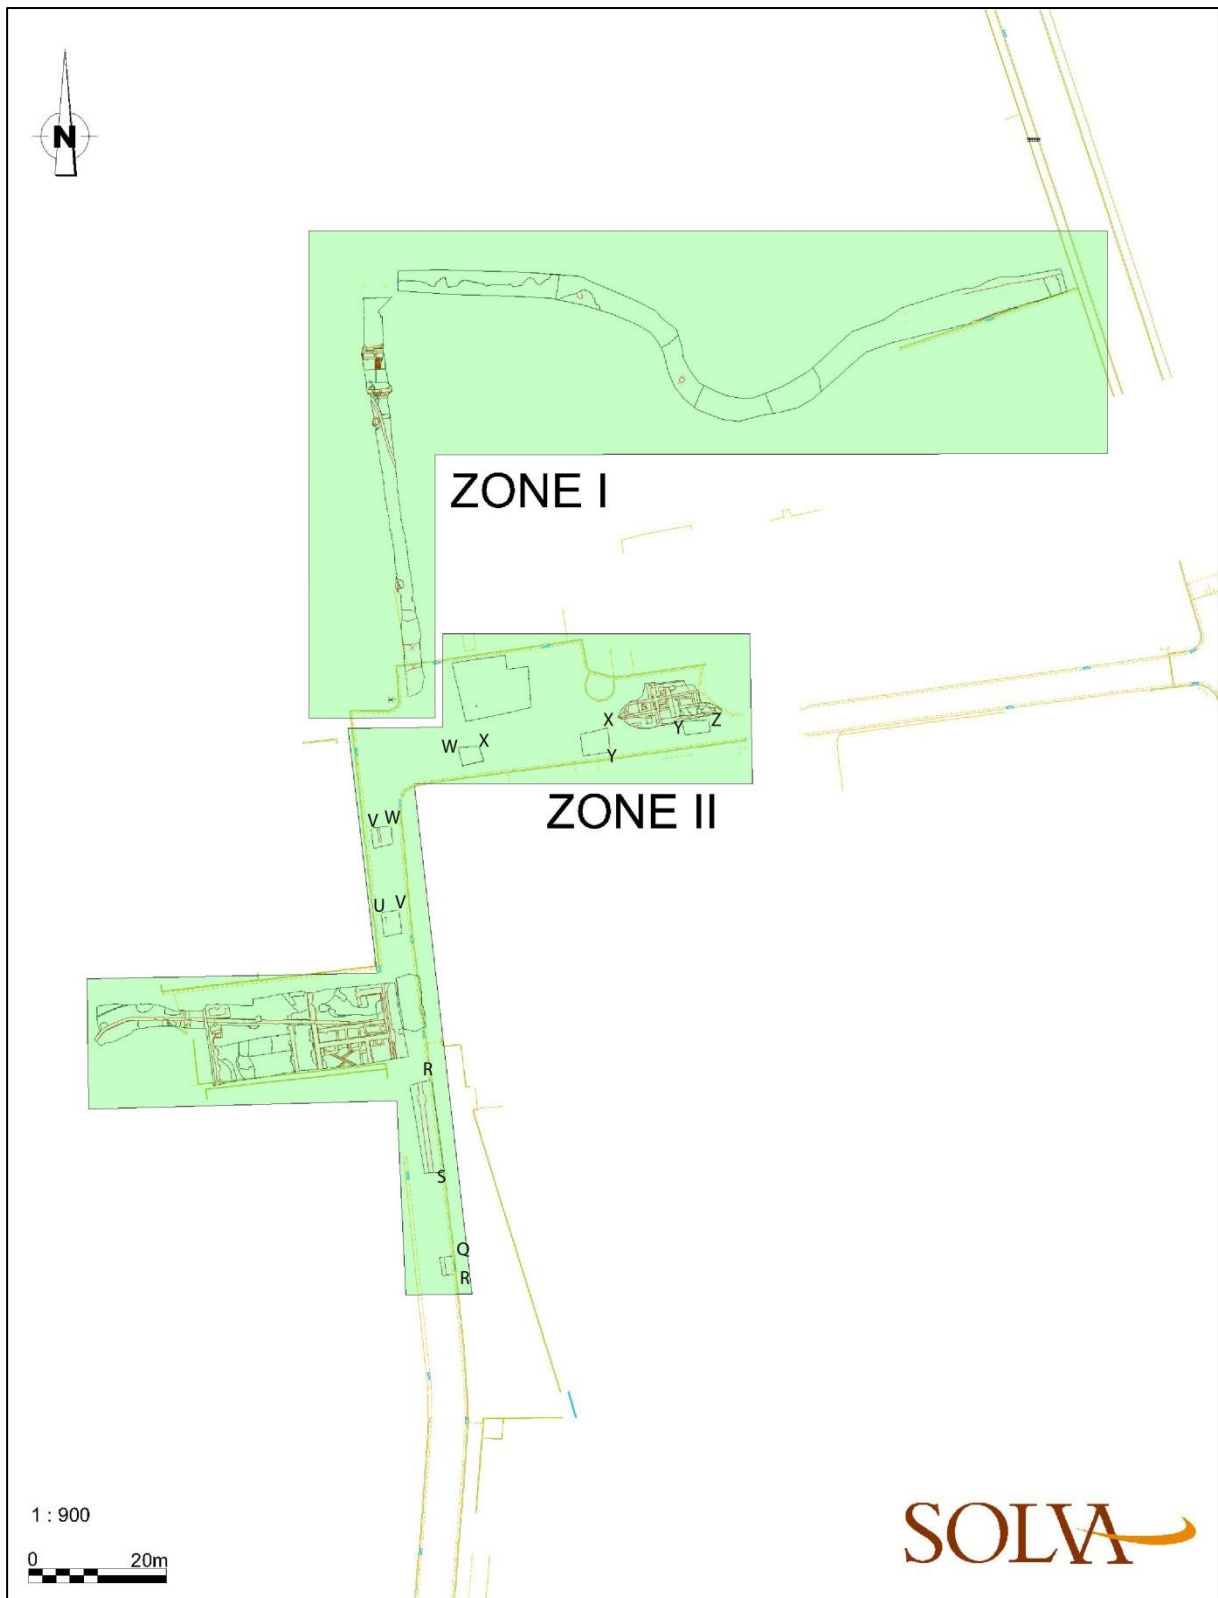 N
ZONE I
X
Y Z
W X
Y
ZONE II
V W
U V
R
S
Q
R
1 : 900
0 20m
SOLVA